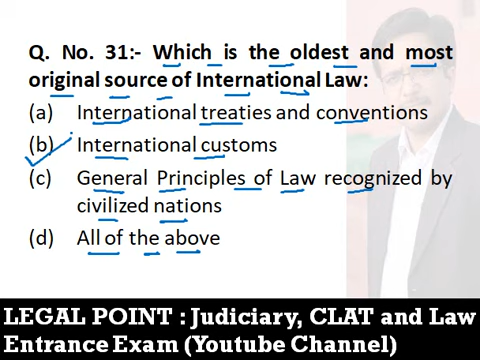 Q. No. 31:- Which is the oldest and most
original source of International Law:
(a) International treaties and conventions
(b) International customs
(c) General Principles of Law recognized by
civilized nations
(d) All of the above
LEGAL POINT : Judiciary, CLAT and Law
Entrance Exam (Youtube Channel)